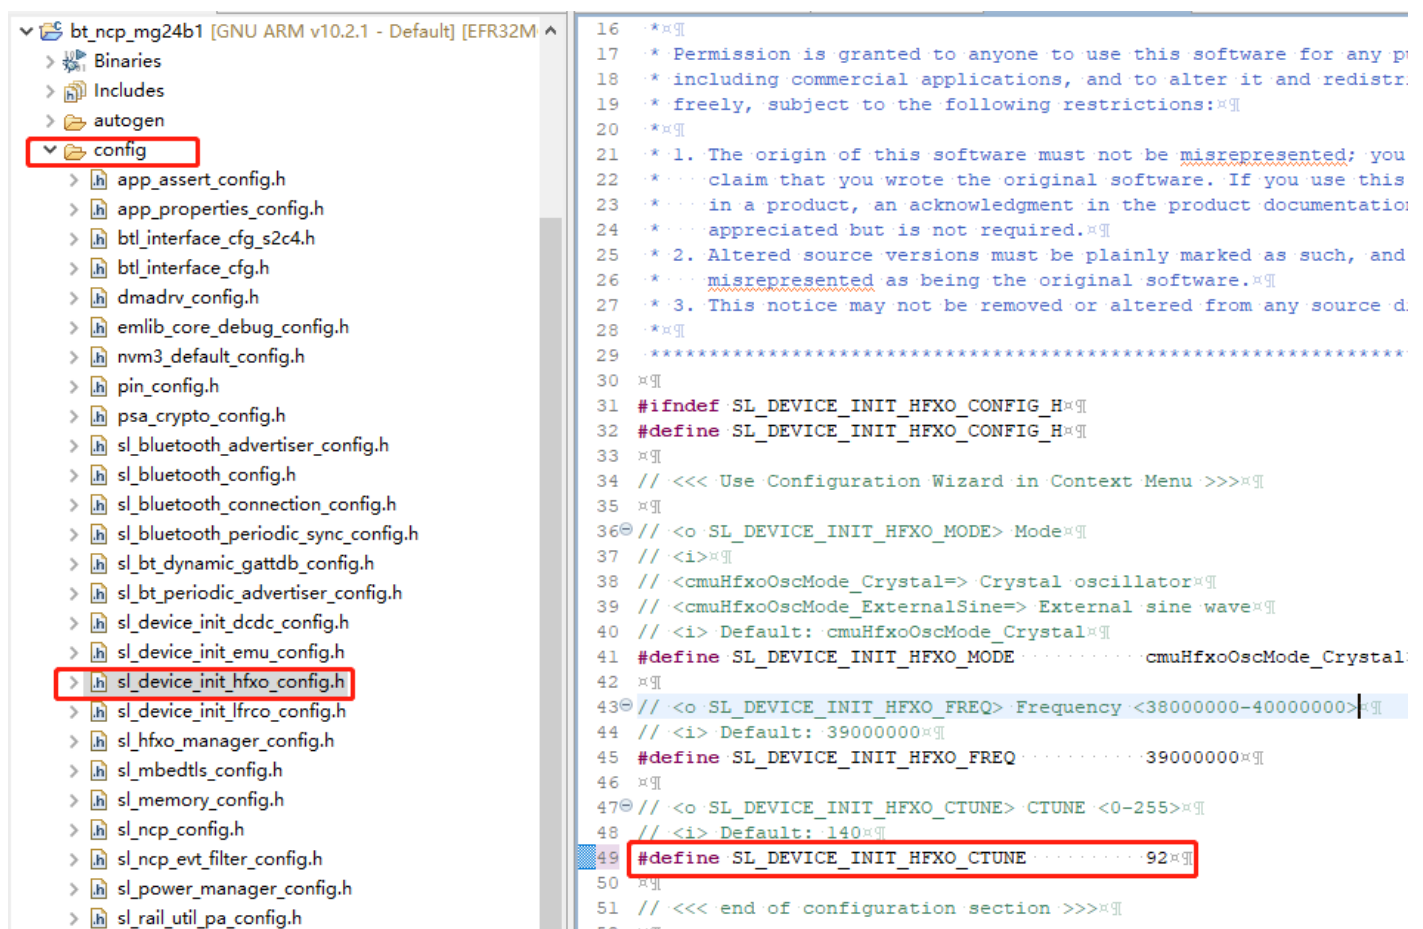 bt_ncp_mg24b1 [GNU ARM v10.2.1 - Default] [EFR32M
Binaries
Includes
autogen
config
app_assert_config.h
app_properties_config.h
btl_interface_cfg_s2c4.h
btl_interface_cfg.h
dmadrv_config.h
emlib_core_debug_config.h
nvm3_default_config.h
pin_config.h
psa_crypto_config.h
sl_bluetooth_advertiser_config.h
sl_bluetooth_config.h
sl_bluetooth_connection_config.h
sl_bluetooth_periodic_sync_config.h
sl_bt_dynamic_gattdb_config.h
sl_bt_periodic_advertiser_config.h
sl_device_init_dcdc_config.h
sl_device_init_emu_config.h
sl_device_init_hfxo_config.h
sl_device_init_lfrco_config.h
sl_hfxo_manager_config.h
sl_mbedtls_config.h
sl_memory_config.h
sl_ncp_config.h
sl_ncp_evt_filter_config.h
sl_power_manager_config.h
sl_rail_util_pa_config.h
16 *¤¶
17 * Permission is granted to anyone to use this software for any p
18 * including commercial applications, and to alter it and redistr
19 * freely, subject to the following restrictions:¤¶
20 *¤¶
21 * 1. The origin of this software must not be misrepresented; you
22 * claim that you wrote the original software. If you use this
23 * in a product, an acknowledgment in the product documentation
24 * appreciated but is not required.¤¶
25 * 2. Altered source versions must be plainly marked as such, and
26 * misrepresented as being the original software.¤¶
27 * 3. This notice may not be removed or altered from any source d
28 *¤¶
29 *****************************************************************
30 ¤¶
31 #ifndef SL_DEVICE_INIT_HFXO_CONFIG_H¤¶
32 #define SL_DEVICE_INIT_HFXO_CONFIG_H¤¶
33 ¤¶
34 // <<< Use Configuration Wizard in Context Menu >>>¤¶
35 ¤¶
36 // <o SL_DEVICE_INIT_HFXO_MODE> Mode¤¶
37 // <i>¤¶
38 // <cmuHfxoOscMode_Crystal=> Crystal oscillator¤¶
39 // <cmuHfxoOscMode_ExternalSine=> External sine wave¤¶
40 // <i> Default: cmuHfxoOscMode_Crystal¤¶
41 #define SL_DEVICE_INIT_HFXO_MODE ··········· cmuHfxoOscMode_Crystal
42 ¤¶
43 // <o SL_DEVICE_INIT_HFXO_FREQ> Frequency <38000000-40000000>¤¶
44 // <i> Default: 39000000¤¶
45 #define SL_DEVICE_INIT_HFXO_FREQ ··········· 39000000¤¶
46 ¤¶
47 // <o SL_DEVICE_INIT_HFXO_CTUNE> CTUNE <0-255>¤¶
48 // <i> Default: 140¤¶
49 #define SL_DEVICE_INIT_HFXO_CTUNE ·········· 92¤¶
50 ¤¶
51 // <<< end of configuration section >>>¤¶